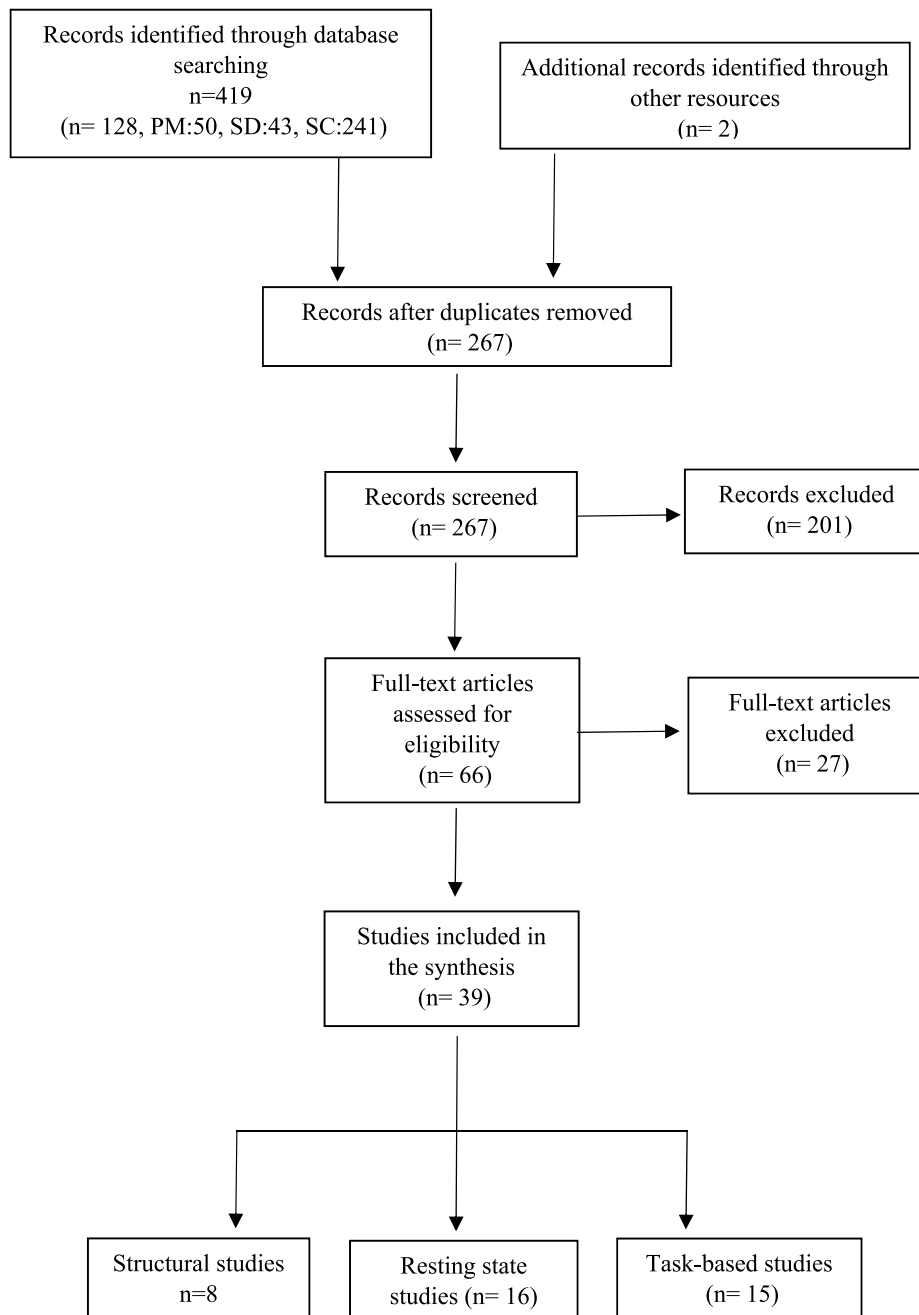 Records identified through database
searching
n=419
(n= 128, PM:50, SD:43, SC:241)
Additional records identified through
other resources
(n= 2)
Records after duplicates removed
(n= 267)
Records screened
(n= 267)
Records excluded
(n= 201)
Full-text articles
assessed for
eligibility
(n= 66)
Full-text articles
excluded
(n= 27)
Studies included in
the synthesis
(n= 39)
Structural studies
n=8
Resting state
studies (n= 16)
Task-based studies
(n= 15)